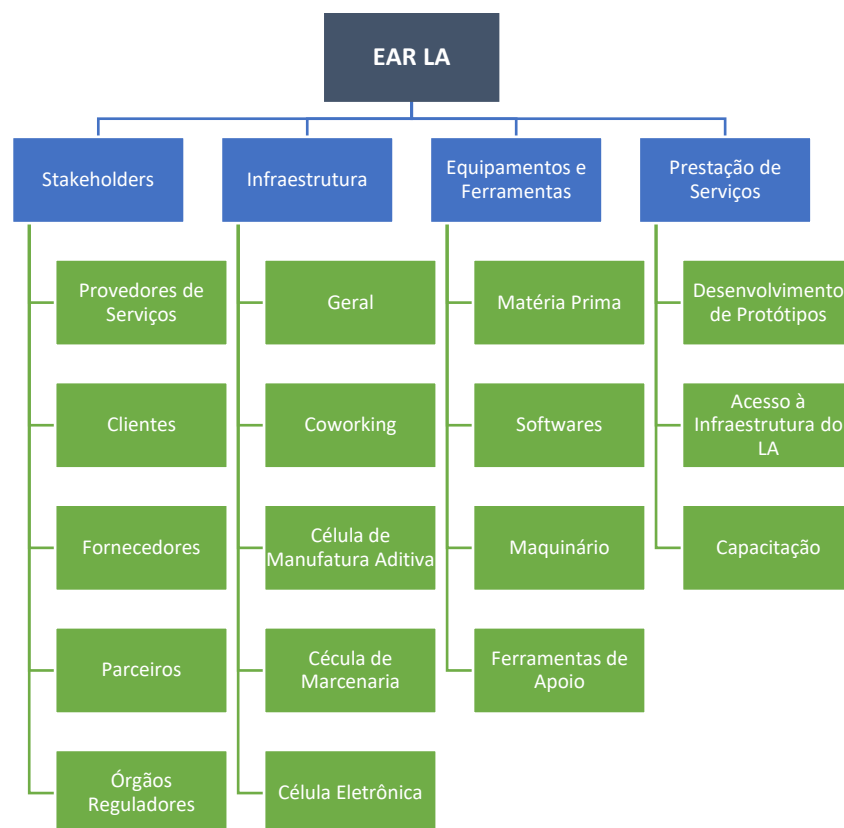 EAR LA
Stakeholders
Provedores de
Serviços
Clientes
Fornecedores
Parceiros
Órgãos
Reguladores
Infraestrutura
Geral
Coworking
Célula de
Manufatura Aditiva
Cécula de
Marcenaria
Célula Eletrônica
Equipamentos e
Ferramentas
Matéria Prima
Softwares
Maquinário
Ferramentas de
Apoio
Prestação de
Serviços
Desenvolvimento
de Protótipos
Acesso à
Infraestrutura do
LA
Capacitação